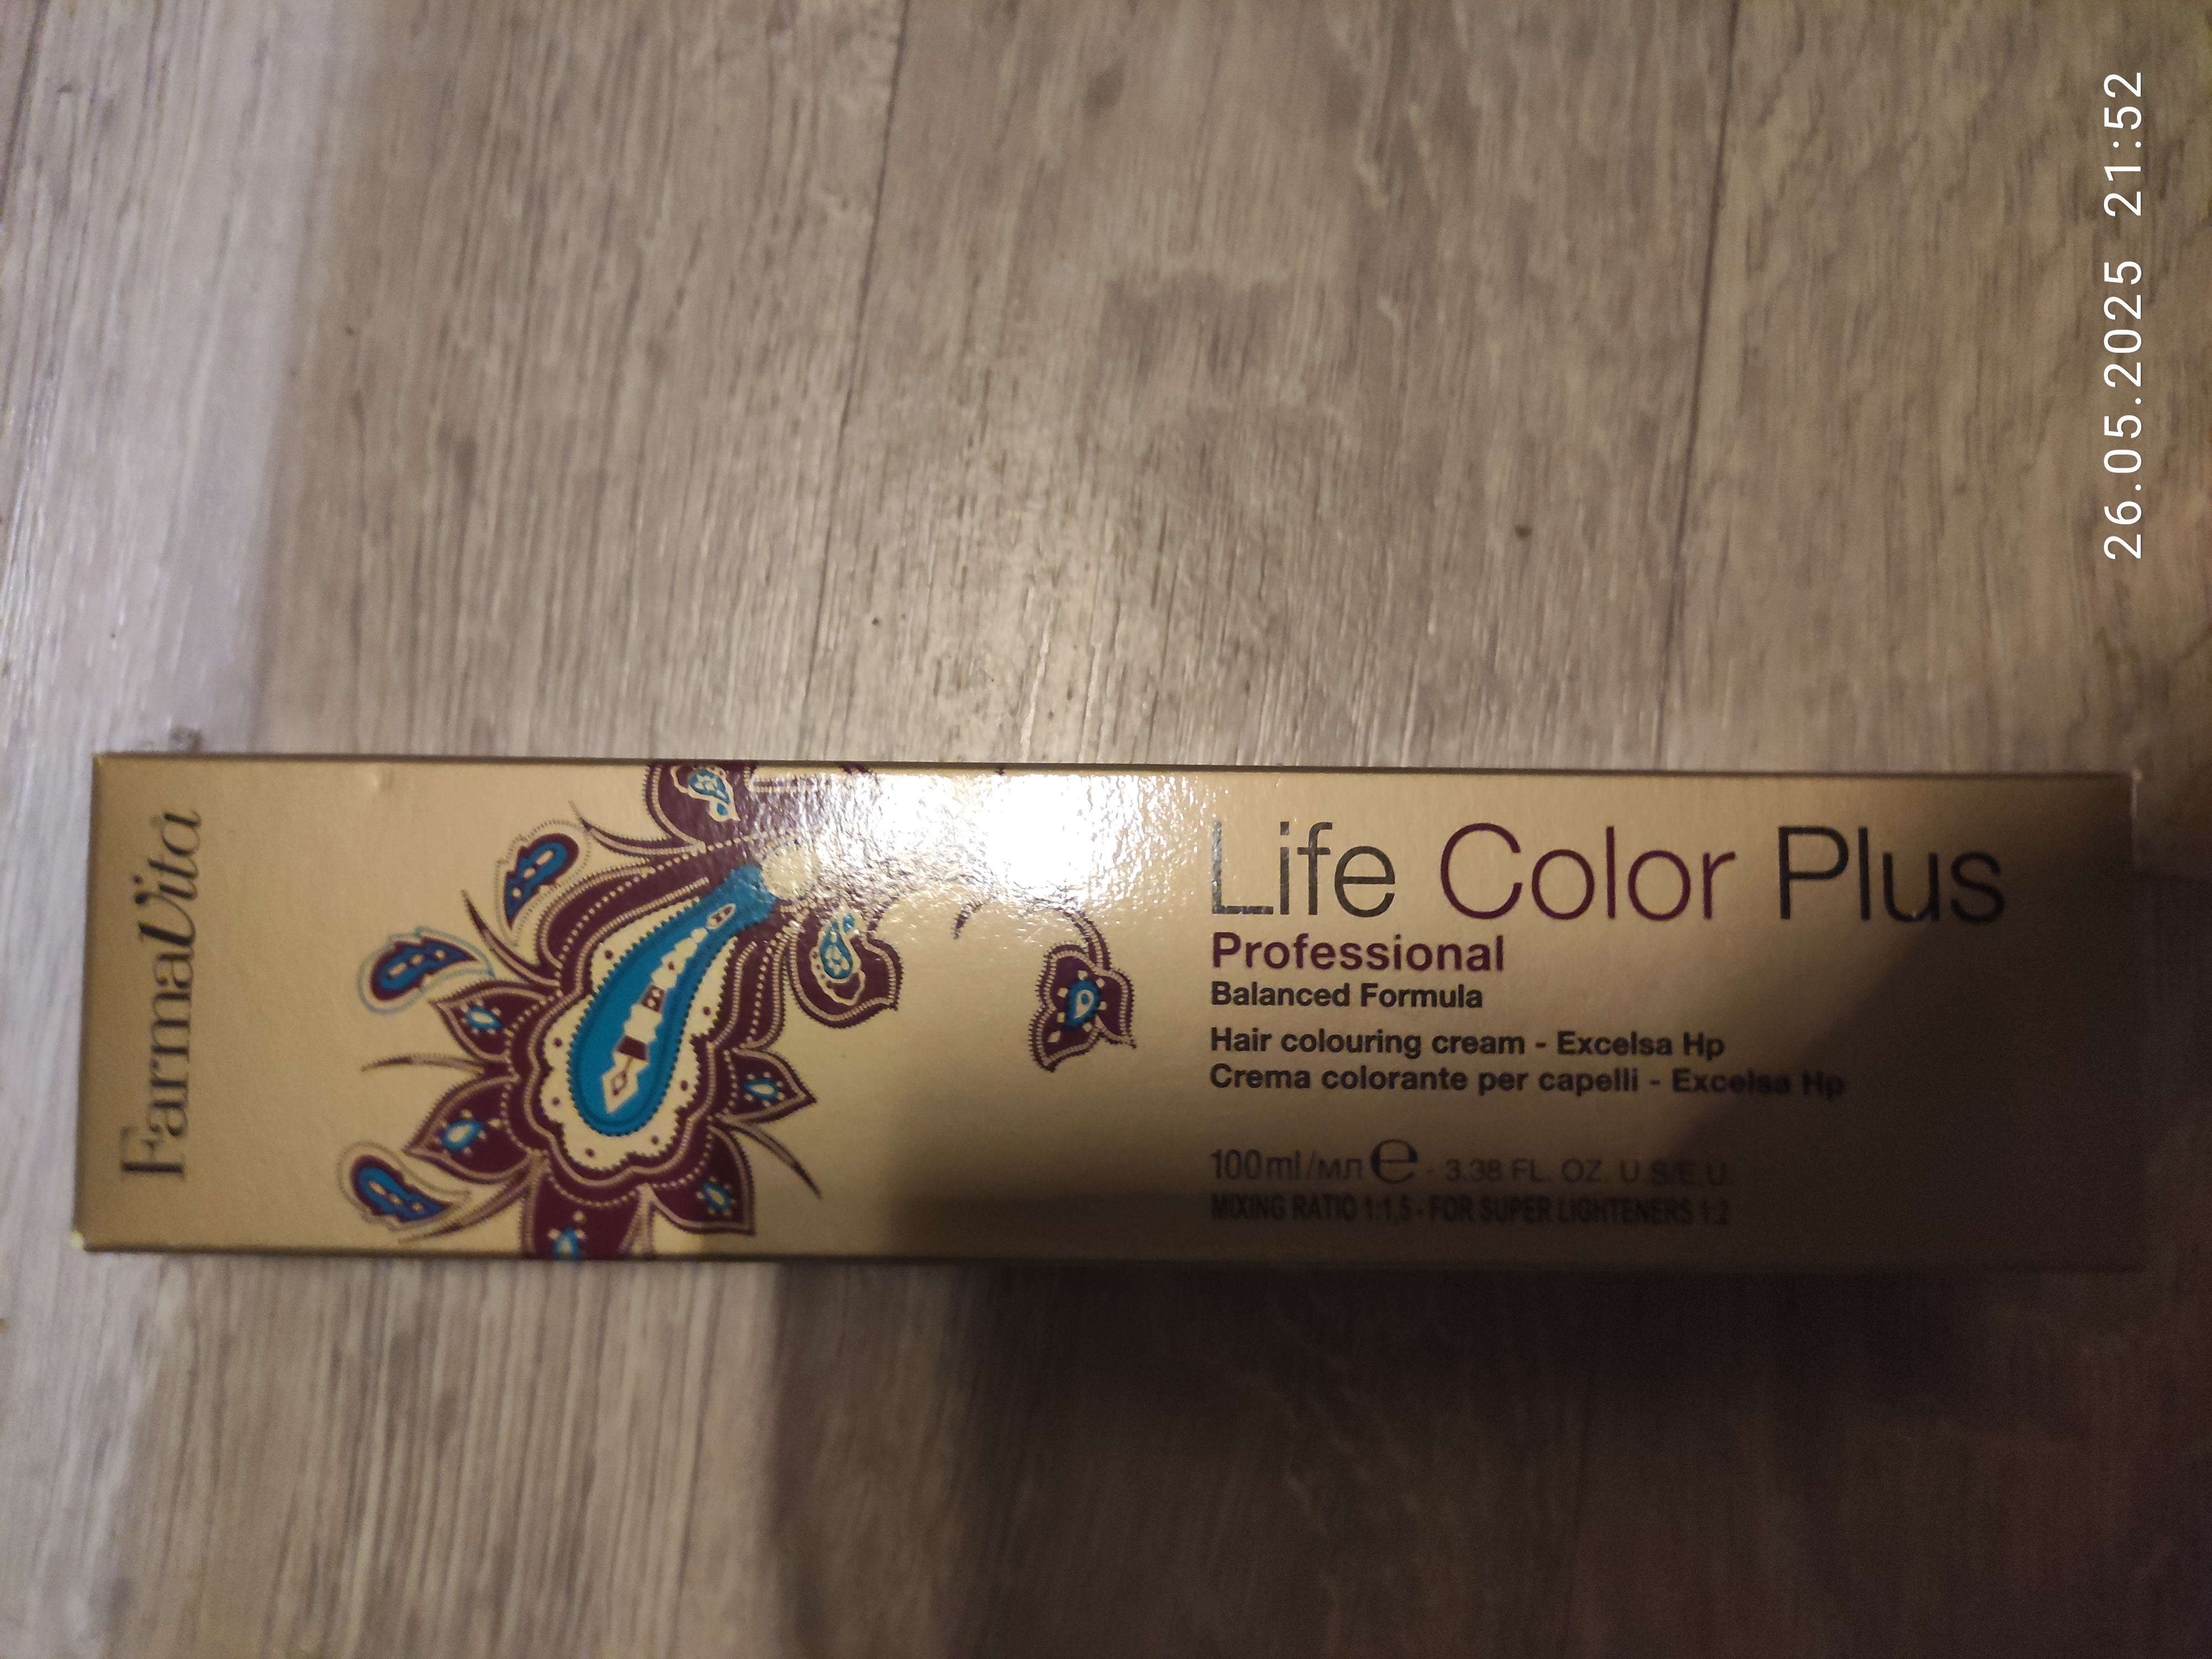 FarmaVita
Life Color Plus
Professional
Balanced Formula
Hair colouring cream - Excelsa Hp
Crema colorante per capelli - Excelsa Hp
100ml/мл e - 3.38 FL. OZ. U.S/E.U.
MIXING RATIO 1:1,5 - FOR SUPER LIGHTENERS 1:2
26.05.2025 21:52